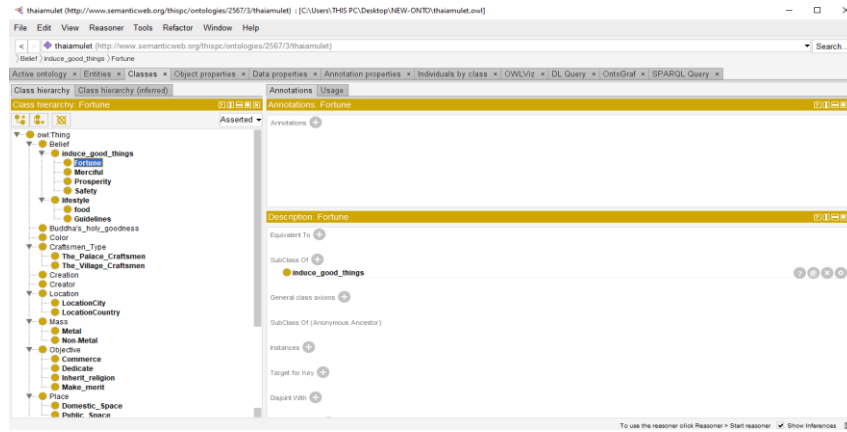 thaiamulet (http://www.semanticweb.org/thispc/ontologies/2567/3/thaiamulet) : [C:\Users\THIS PC\Desktop\NEW-ONTO\thaiamulet.owl]
File Edit View Reasoner Tools Refactor Window Help
< > thaiamulet (http://www.semanticweb.org/thispc/ontologies/2567/3/thaiamulet) Search...
Belief induce_good_things Fortune
Active ontology × Entities × Classes × Object properties × Data properties × Annotation properties × Individuals by class × OWLViz × DL Query × OntoGraf × SPARQL Query ×
Class hierarchy Class hierarchy (inferred)
Class hierarchy: Fortune
Asserted
owl:Thing
Belief
induce_good_things
Fortune
Merciful
Prosperity
Safety
lifestyle
food
Guidelines
Buddha's_holy_goodness
Color
Craftsmen_Type
The_Palace_Craftsmen
The_Village_Craftsmen
Creation
Creator
Location
LocationCity
LocationCountry
Mass
Metal
Non-Metal
Objective
Commerce
Dedicate
Inherit_religion
Make_merit
Place
Domestic_Space
Public_Space
Annotations Usage
Annotations: Fortune
Annotations
Description: Fortune
Equivalent To
SubClass Of
induce_good_things
General class axioms
SubClass Of (Anonymous Ancestor)
Instances
Target for Key
Disjoint With
To use the reasoner click Reasoner > Start reasoner Show Inferences